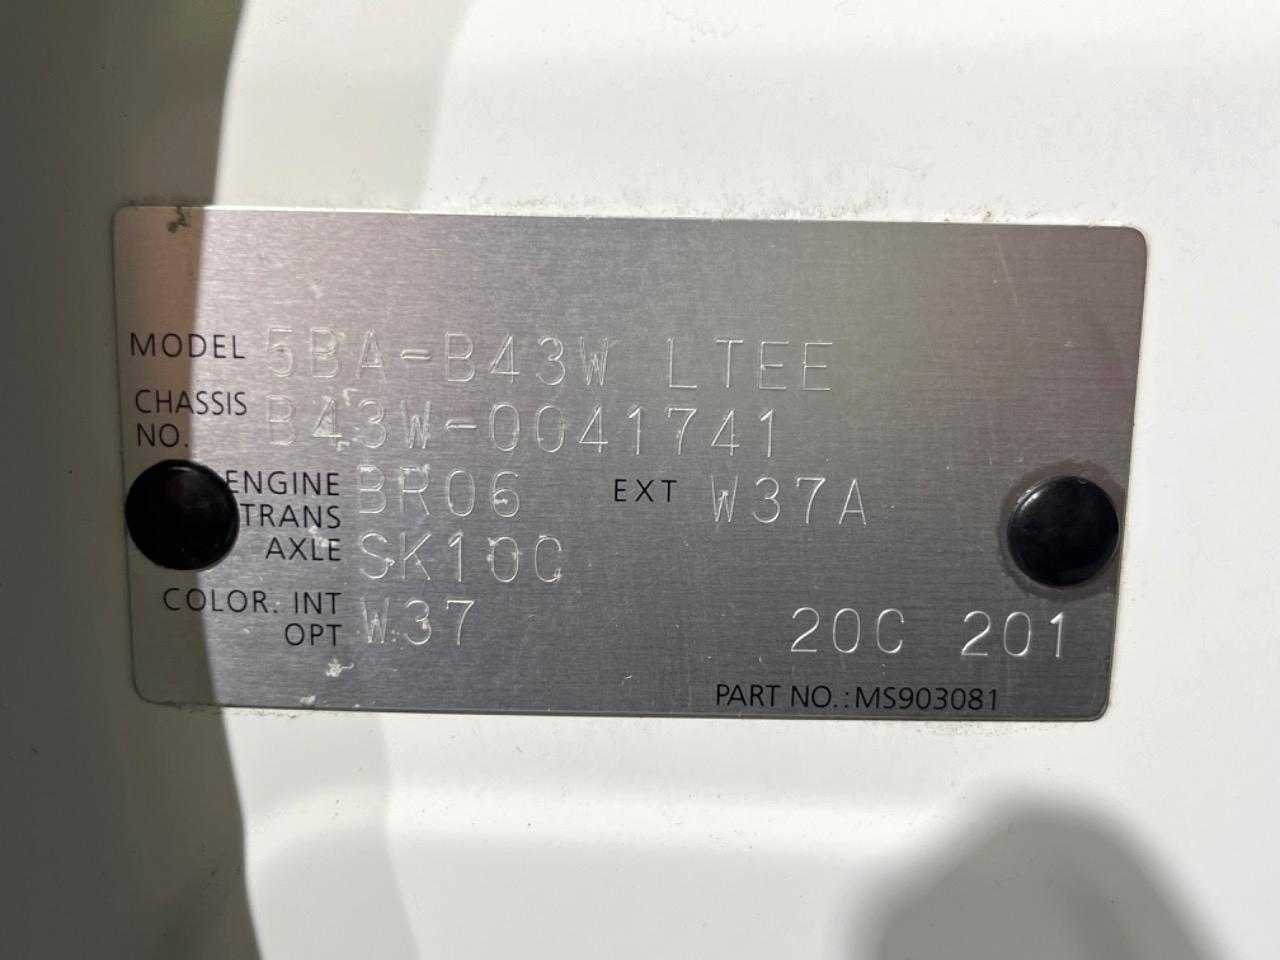 MODEL 5BA-B43W LTEE
CHASSIS NO. B43W-0041741
ENGINE BR06 EXT W37A
TRANS
AXLE SK10C
COLOR. INT W37
OPT 20C 201
PART NO.:MS903081